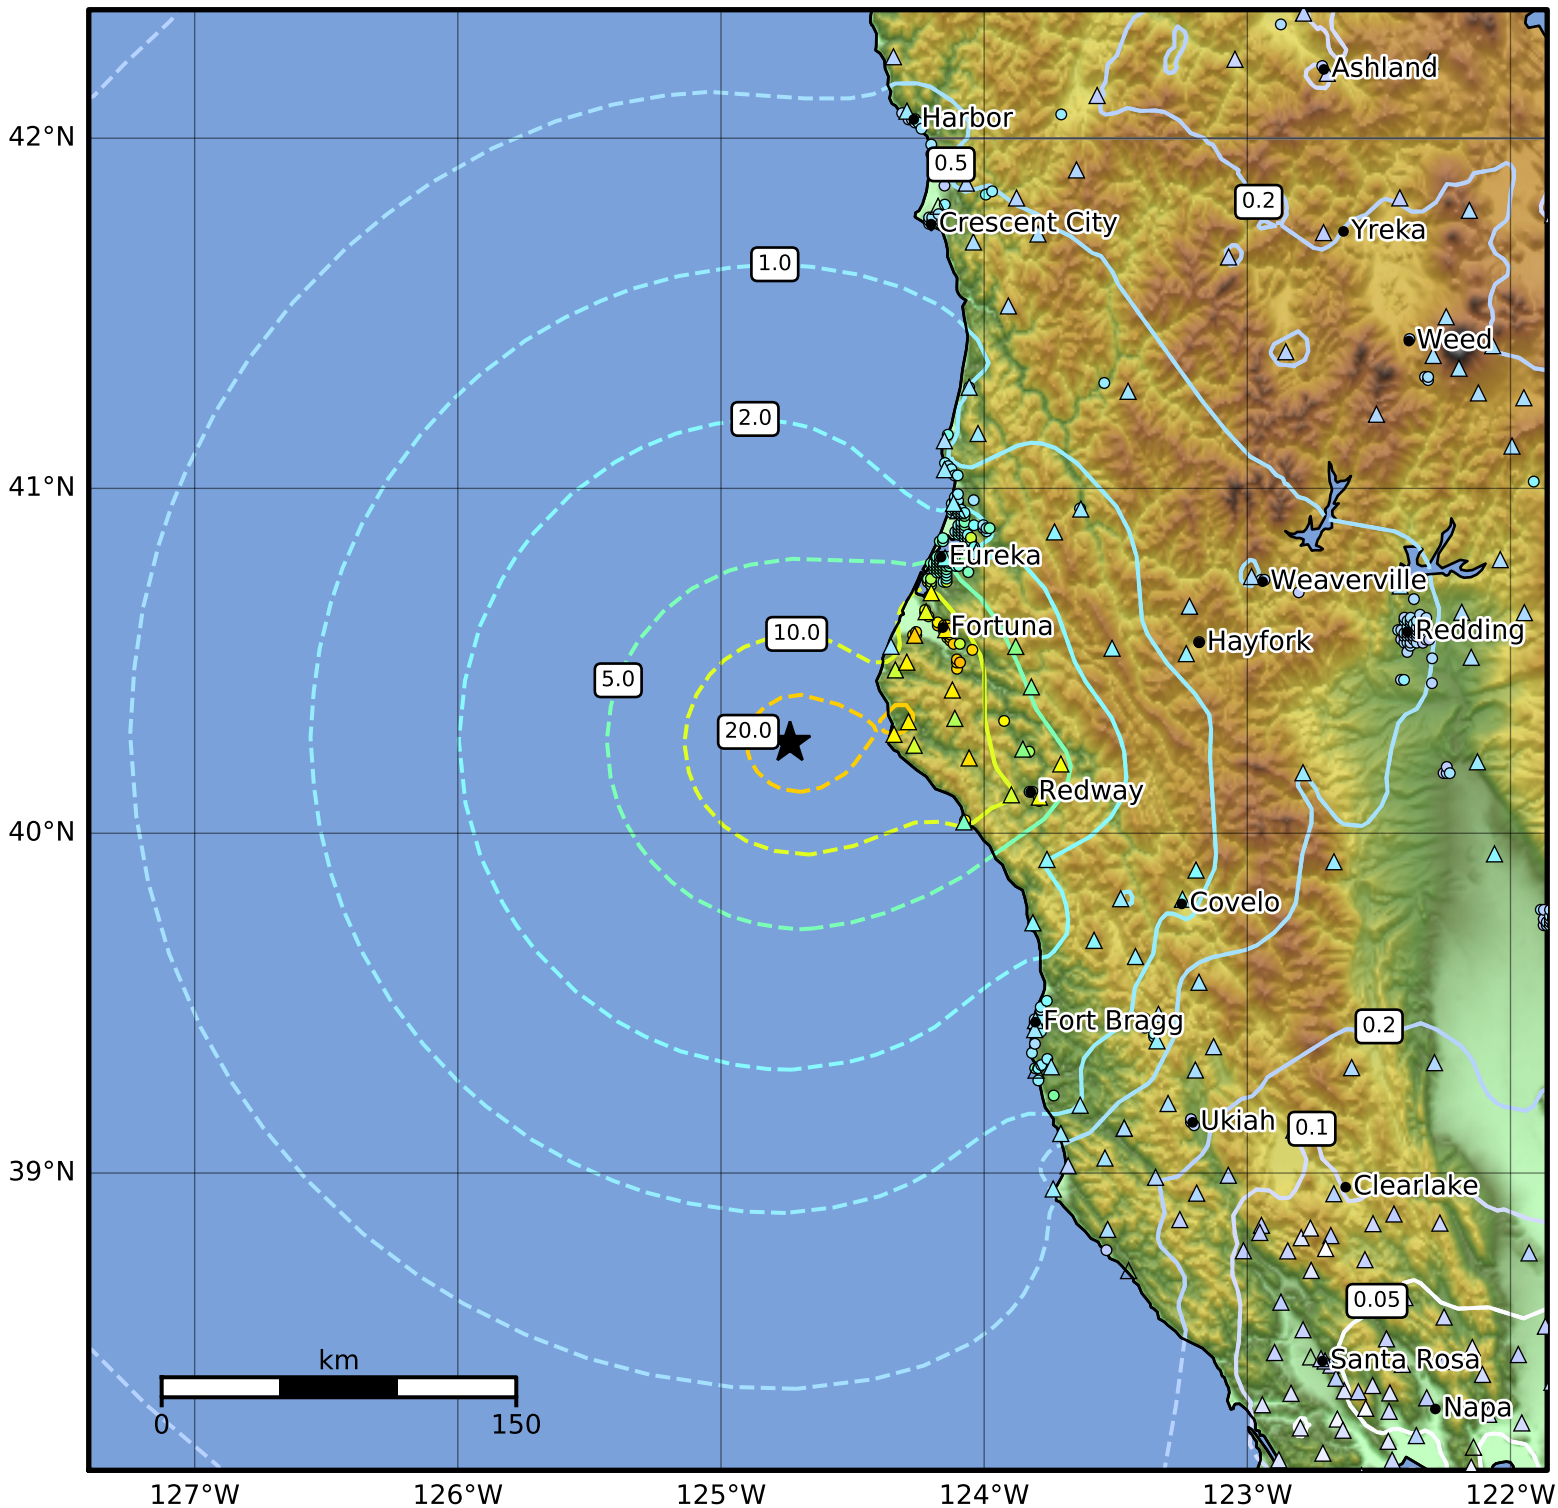 Ashland
Harbor
42°N
0.5
0.2
Crescent City
Yreka
1.0
Weed
2.0
41°N
Eureka
Weaverville
Fortuna
Redding
10.0
Hayfork
5.0
20.0
Redway
40°N
Covelo
Fort Bragg
0.2
Ukiah
0.1
39°N
Clearlake
0.05
km
Santa Rosa
Napa
0 150
127°W 126°W 125°W 124°W 123°W 122°W